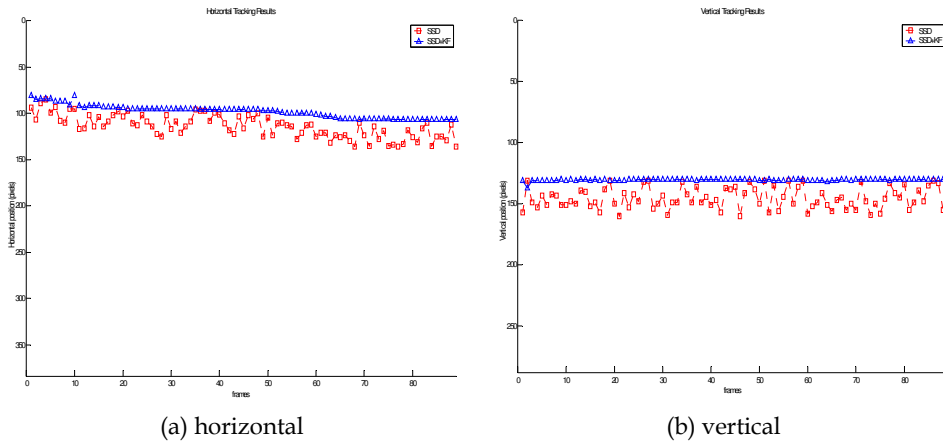 Horizontal Tracking Results
SSD
SSD+KF
0
50
100
150
200
250
300
350
Horizontal position (pixels)
0 10 20 30 40 50 60 70 80
frames
(a) horizontal
Vertical Tracking Results
SSD
SSD+KF
0
50
100
150
200
250
Vertical position (pixels)
0 10 20 30 40 50 60 70 80
frames
(b) vertical